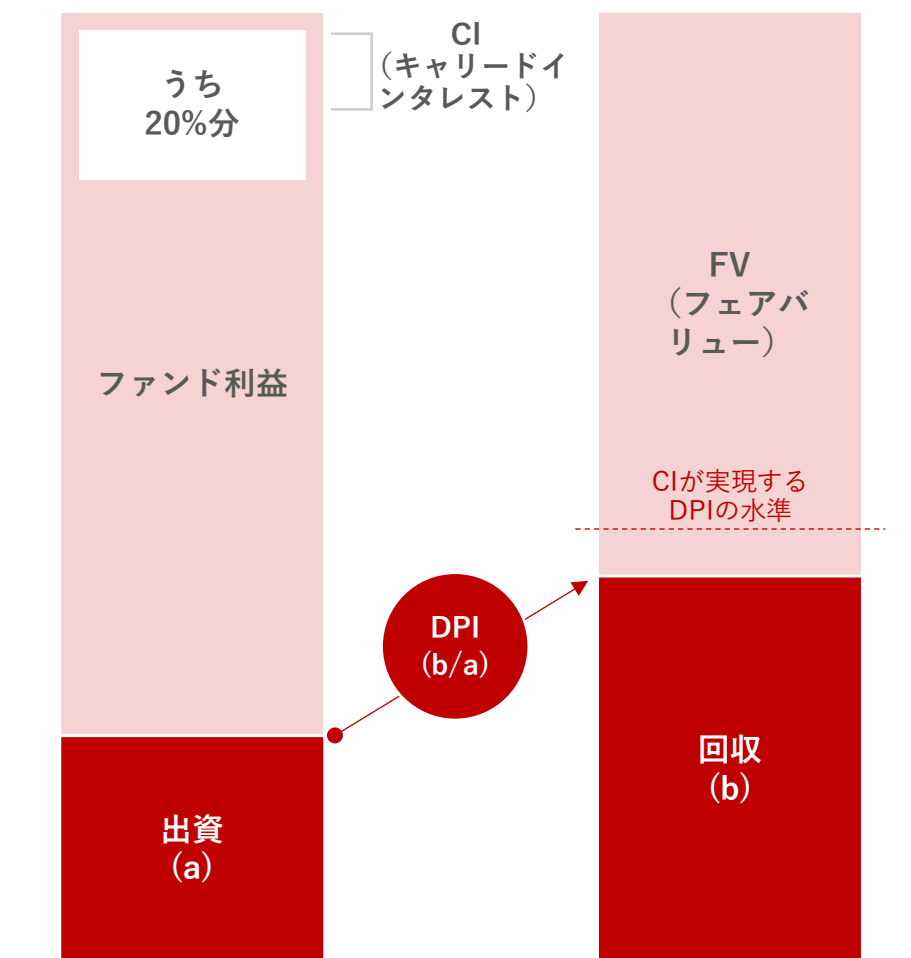 うち
20%分
CI
（キャリードイ
ンタレスト）
ファンド利益
出資
(a)
DPI
(b/a)
FV
（フェアバ
リュー）
CIが実現する
DPIの水準
回収
(b)